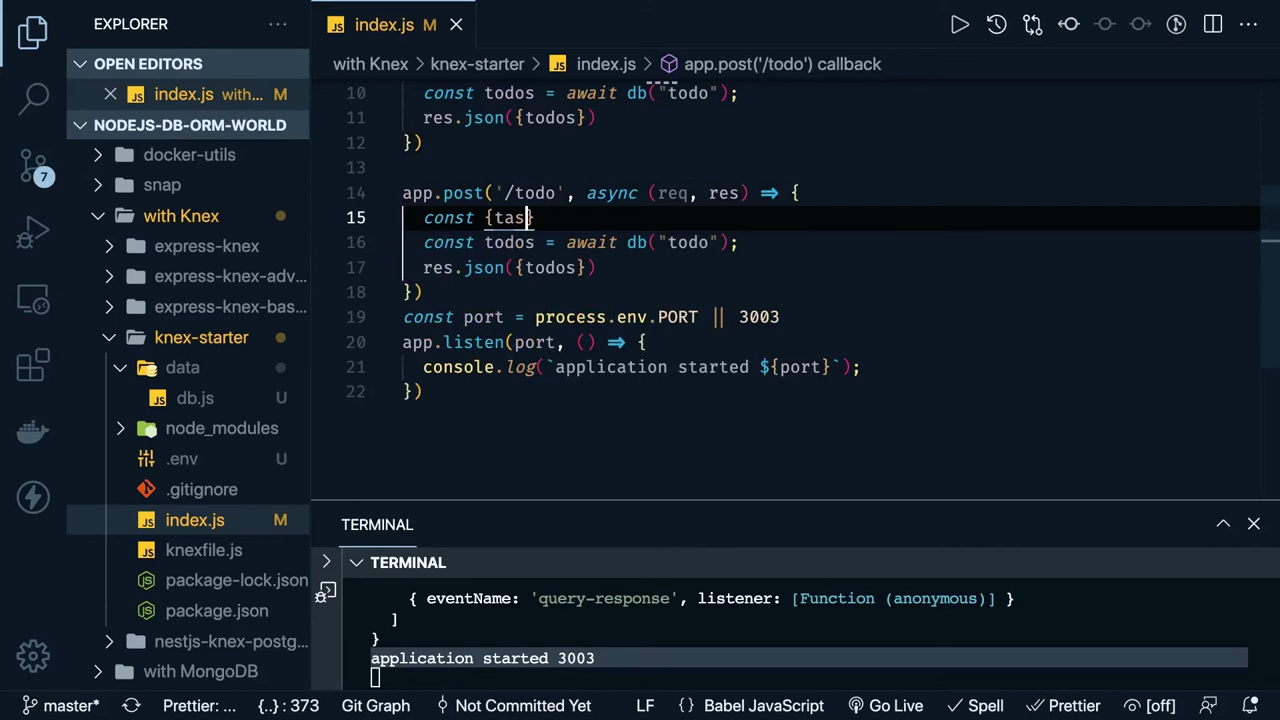 EXPLORER
index.js M
OPEN EDITORS
index.js with... M
NODEJS-DB-ORM-WORLD
docker-utils
snap
with Knex
express-knex
express-knex-adv...
express-knex-bas...
knex-starter
data
db.js U
node_modules
.env U
.gitignore
index.js M
knexfile.js
package-lock.json
package.json
nestjs-knex-postg...
with MongoDB
7
with Knex > knex-starter > index.js > app.post('/todo') callback
10 const todos = await db("todo");
11 res.json({todos})
12 })
13
14 app.post('/todo', async (req, res) => {
15 const {tas}
16 const todos = await db("todo");
17 res.json({todos})
18 })
19 const port = process.env.PORT || 3003
20 app.listen(port, () => {
21 console.log(`application started ${port}`);
22 })
TERMINAL
TERMINAL
{ eventName: 'query-response', listener: [Function (anonymous)] }
]
}
application started 3003
master* Prettier: ... {..} : 373 Git Graph Not Committed Yet LF { } Babel JavaScript Go Live Spell Prettier [off]